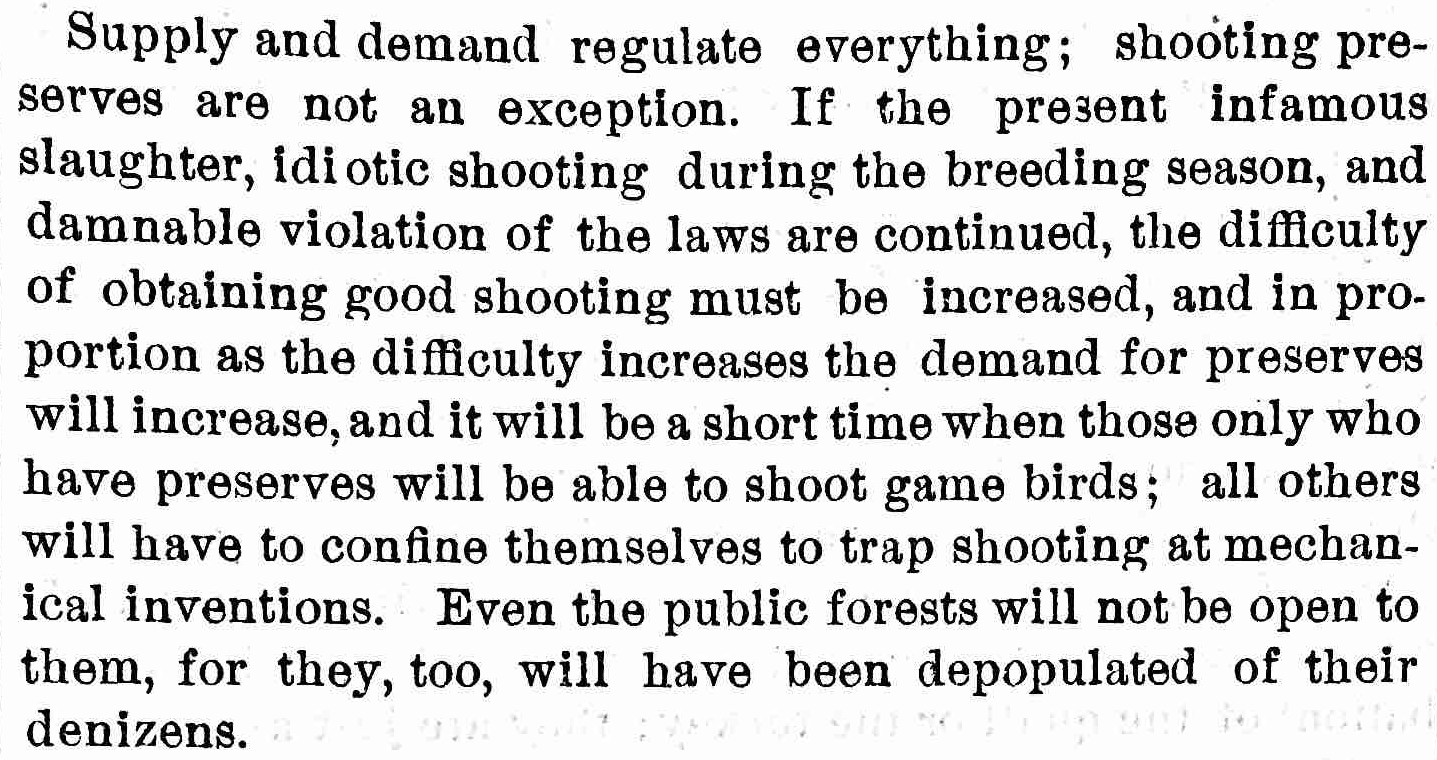 Supply and demand regulate everything; shooting pre-
serves are not an exception. If the present infamous
slaughter, idiotic shooting during the breeding season, and
damnable violation of the laws are continued, the difficulty
of obtaining good shooting must be increased, and in pro-
portion as the difficulty increases the demand for preserves
will increase, and it will be a short time when those only who
have preserves will be able to shoot game birds; all others
will have to confine themselves to trap shooting at mechan-
ical inventions. Even the public forests will not be open to
them, for they, too, will have been depopulated of their
denizens.